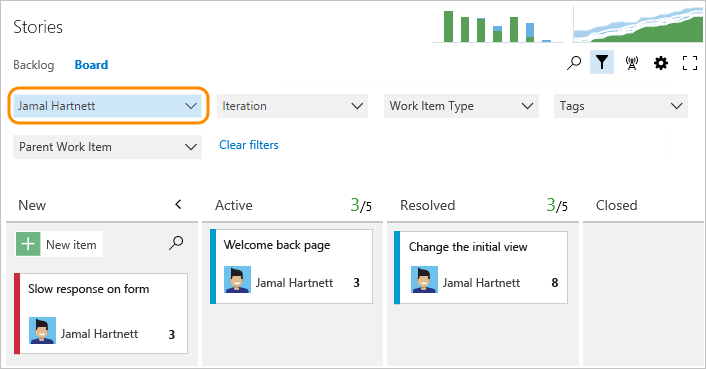 Stories
Backlog Board
Jamal Hartnett Iteration Work Item Type Tags
Parent Work Item Clear filters
New Active 3/5 Resolved 3/5 Closed
New item
Welcome back page
Jamal Hartnett 3
Change the initial view
Jamal Hartnett 8
Slow response on form
Jamal Hartnett 3